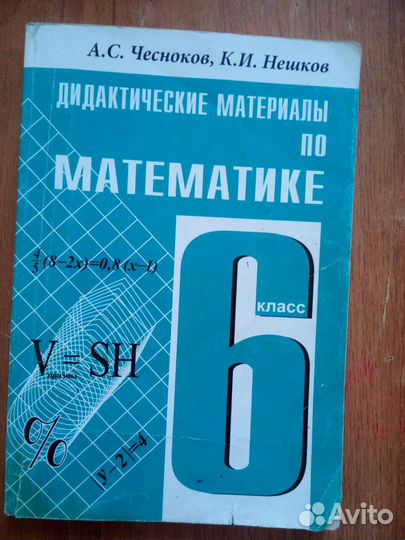 А.С. Чесноков, К.И. Нешков
ДИДАКТИЧЕСКИЕ МАТЕРИАЛЫ
ПО
МАТЕМАТИКЕ
6
класс
4/5(8−2x)=0,8(x−1)
V=SH
призмы
%
|y−2|=4
Avito